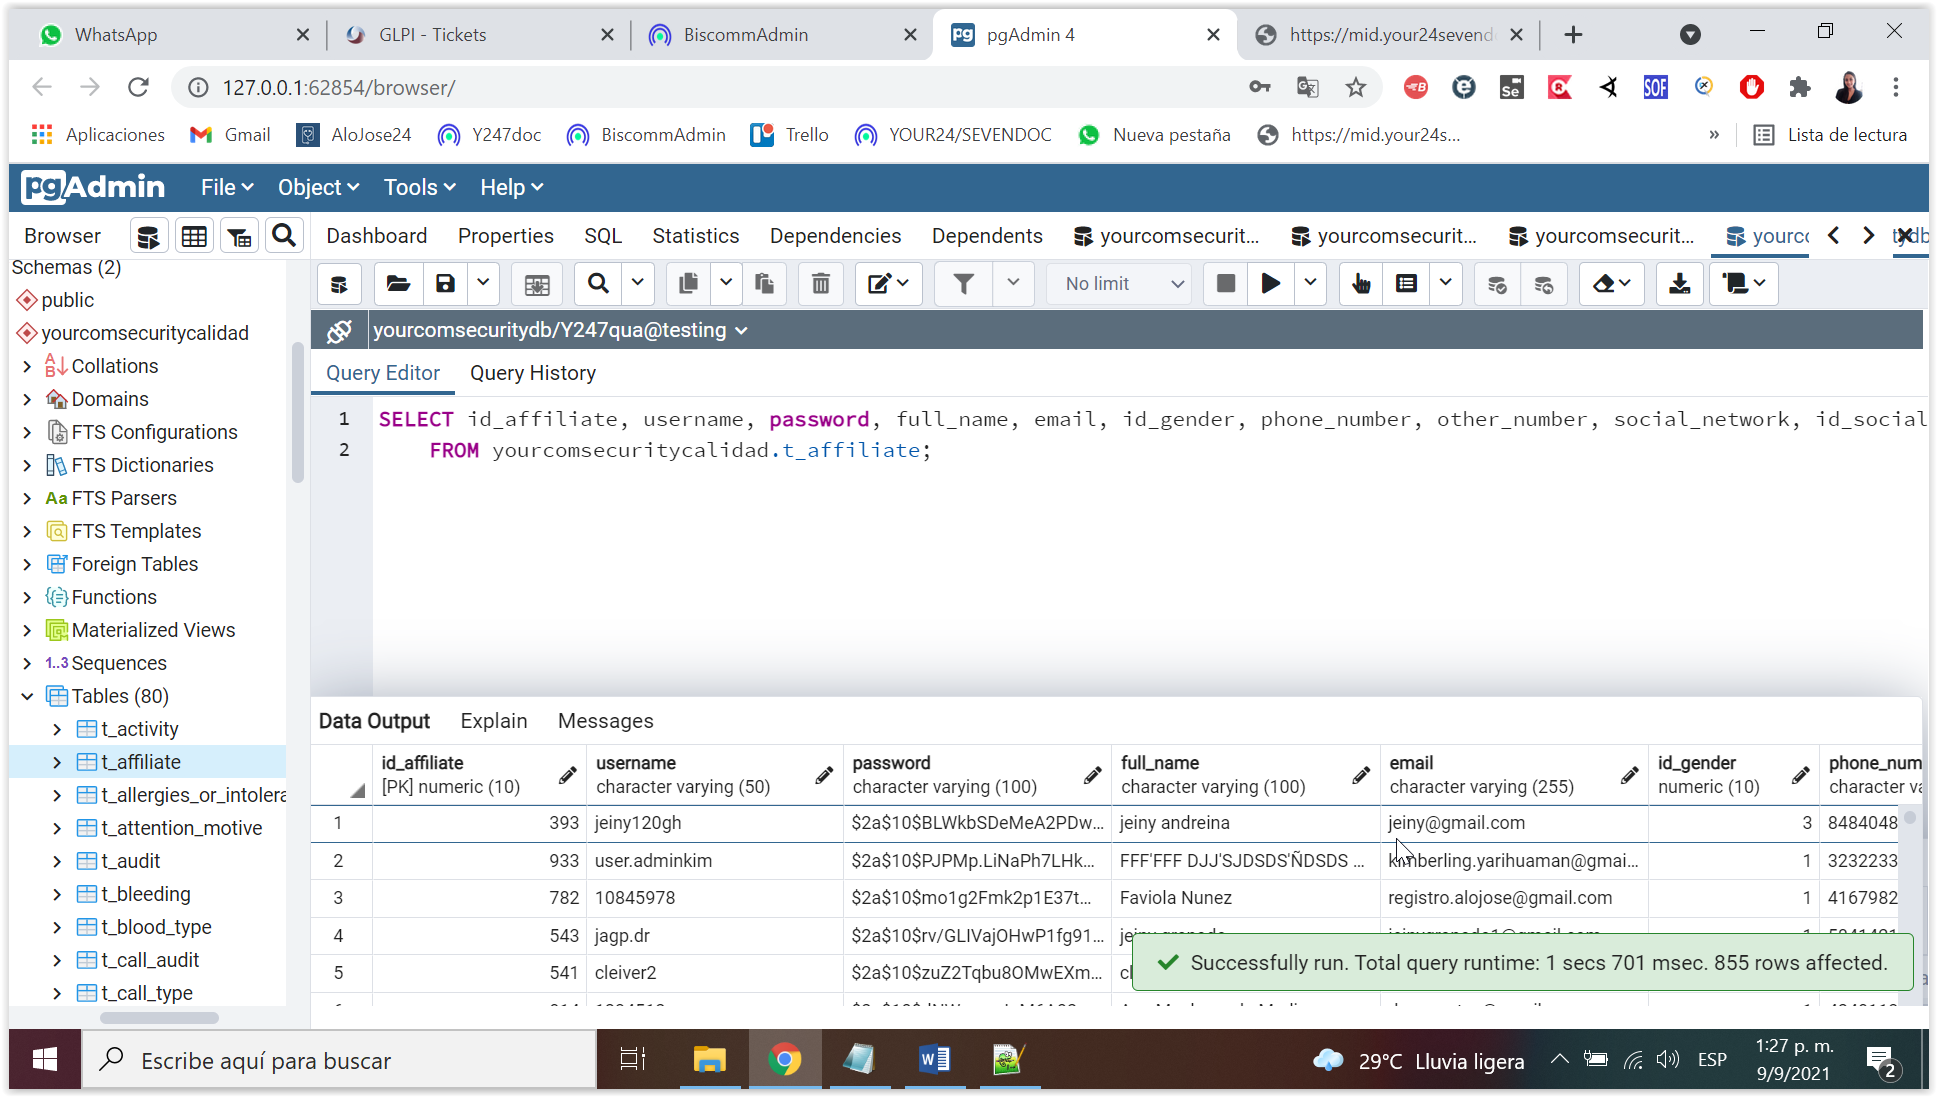 WhatsApp
GLPI - Tickets
BiscommAdmin
pgAdmin 4
https://mid.your24sevend
127.0.0.1:62854/browser/
Aplicaciones
Gmail
AloJose24
Y247doc
BiscommAdmin
Trello
YOUR24/SEVENDOC
Nueva pestaña
https://mid.your24s...
»
Lista de lectura
pgAdmin
File
Object
Tools
Help
Browser
Dashboard
Properties
SQL
Statistics
Dependencies
Dependents
yourcomsecurit...
yourcomsecurit...
yourcomsecurit...
yourc
No limit
yourcomsecuritydb/Y247qua@testing
Query Editor
Query History
1 SELECT id_affiliate, username, password, full_name, email, id_gender, phone_number, other_number, social_network, id_social
2 FROM yourcomsecuritycalidad.t_affiliate;
Schemas (2)
public
yourcomsecuritycalidad
Collations
Domains
FTS Configurations
FTS Dictionaries
Aa FTS Parsers
FTS Templates
Foreign Tables
Functions
Materialized Views
1..3 Sequences
Tables (80)
t_activity
t_affiliate
t_allergies_or_intolera
t_attention_motive
t_audit
t_bleeding
t_blood_type
t_call_audit
t_call_type
Data Output
Explain
Messages
id_affiliate [PK] numeric (10)
username character varying (50)
password character varying (100)
full_name character varying (100)
email character varying (255)
id_gender numeric (10)
phone_num character va
1 393 jeiny120gh $2a$10$BLWkbSDeMeA2PDw... jeiny andreina jeiny@gmail.com 3 8484048
2 933 user.adminkim $2a$10$PJPMp.LiNaPh7LHk... FFF'FFF DJJ'SJDSDS'ÑDSDS ... kimberling.yarihuaman@gmai... 1 3232233
3 782 10845978 $2a$10$mo1g2Fmk2p1E37t... Faviola Nunez registro.alojose@gmail.com 1 4167982
4 543 jagp.dr $2a$10$rv/GLIVajOHwP1fg91...
5 541 cleiver2 $2a$10$zuZ2Tqbu8OMwEXm...
Successfully run. Total query runtime: 1 secs 701 msec. 855 rows affected.
Escribe aquí para buscar
29°C Lluvia ligera
ESP
1:27 p. m.
9/9/2021
2